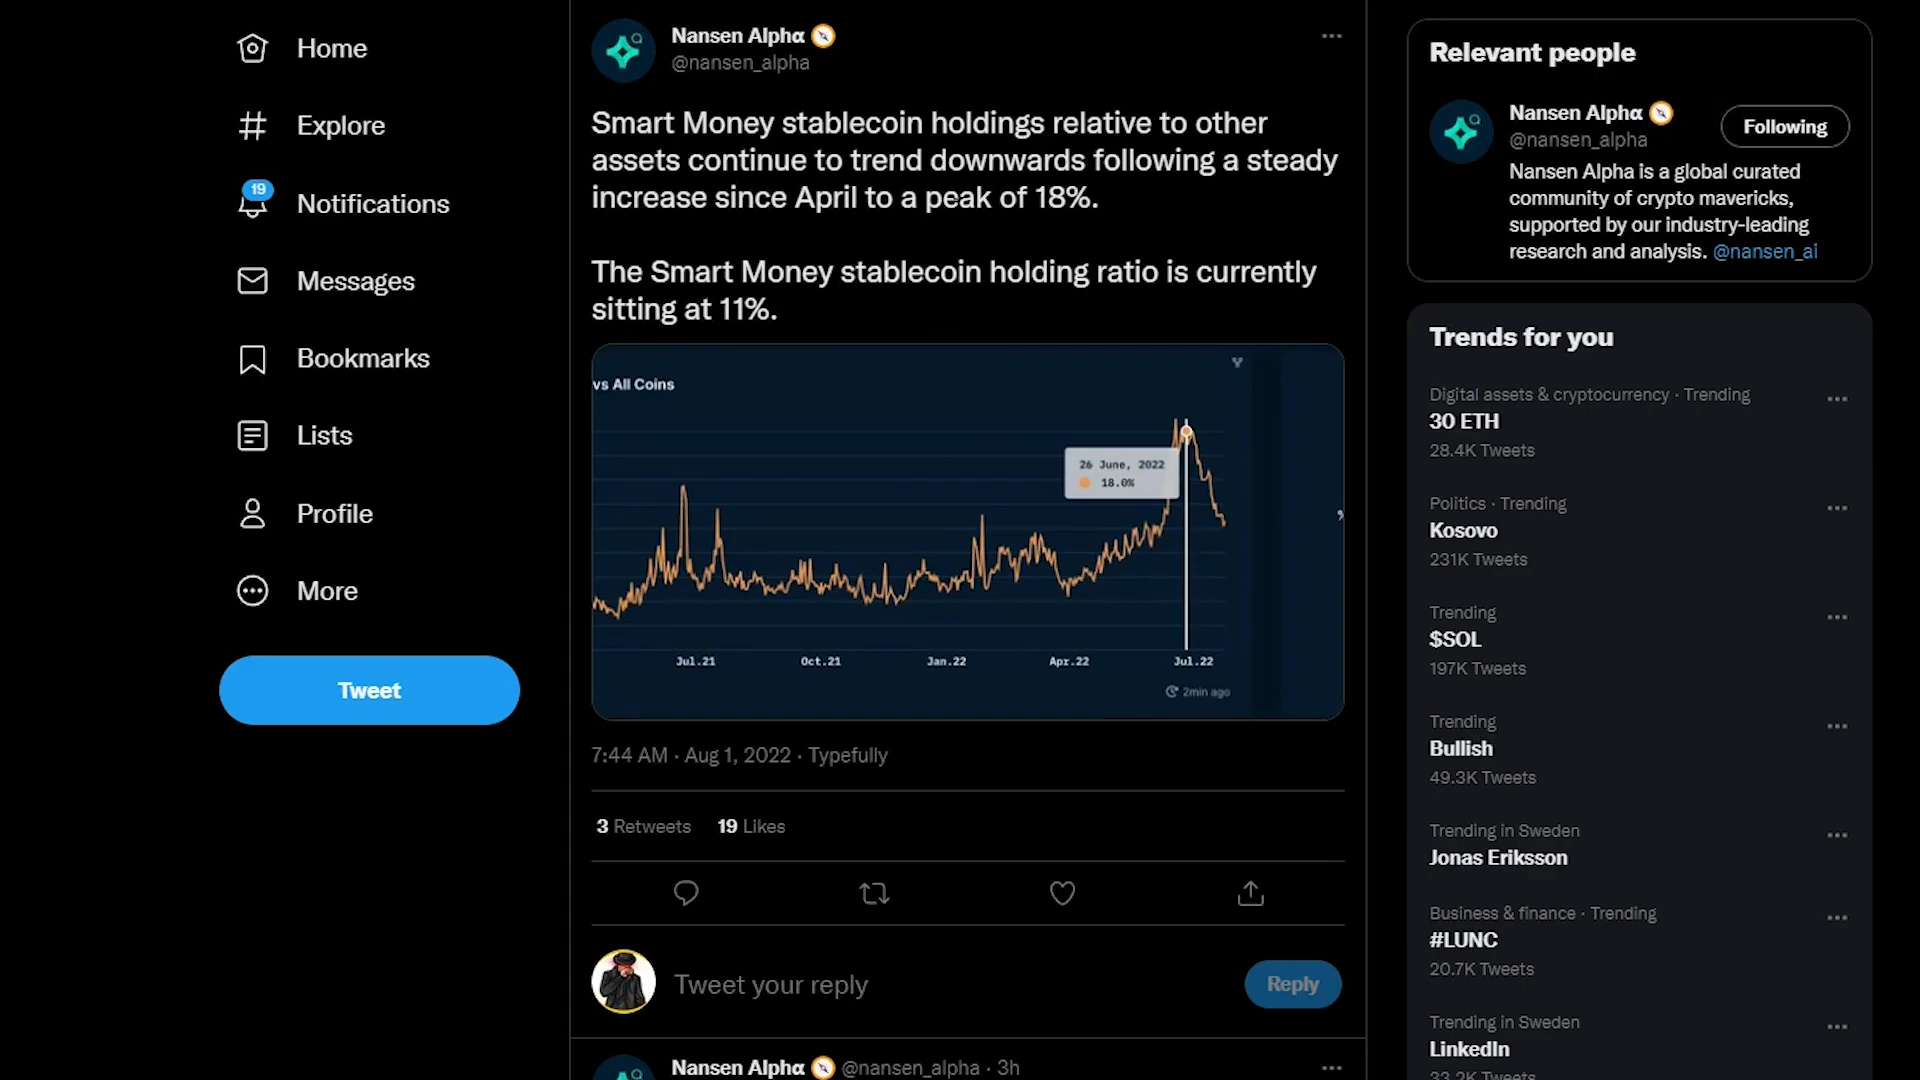 Home
Explore
19
Notifications
Messages
Bookmarks
Lists
Profile
More
Tweet
Nansen Alphα
@nansen_alpha
Smart Money stablecoin holdings relative to other
assets continue to trend downwards following a steady
increase since April to a peak of 18%.
The Smart Money stablecoin holding ratio is currently
sitting at 11%.
vs All Coins
26 June, 2022
18.0%
Jul.21 Oct.21 Jan.22 Apr.22 Jul.22
2min ago
7:44 AM · Aug 1, 2022 · Typefully
3 Retweets 19 Likes
Tweet your reply
Reply
Nansen Alphα @nansen_alpha · 3h
Relevant people
Nansen Alphα
@nansen_alpha
Following
Nansen Alpha is a global curated
community of crypto mavericks,
supported by our industry-leading
research and analysis. @nansen_ai
Trends for you
Digital assets & cryptocurrency · Trending
30 ETH
28.4K Tweets
Politics · Trending
Kosovo
231K Tweets
Trending
$SOL
197K Tweets
Trending
Bullish
49.3K Tweets
Trending in Sweden
Jonas Eriksson
Business & finance · Trending
#LUNC
20.7K Tweets
Trending in Sweden
LinkedIn
33.2K Tweets